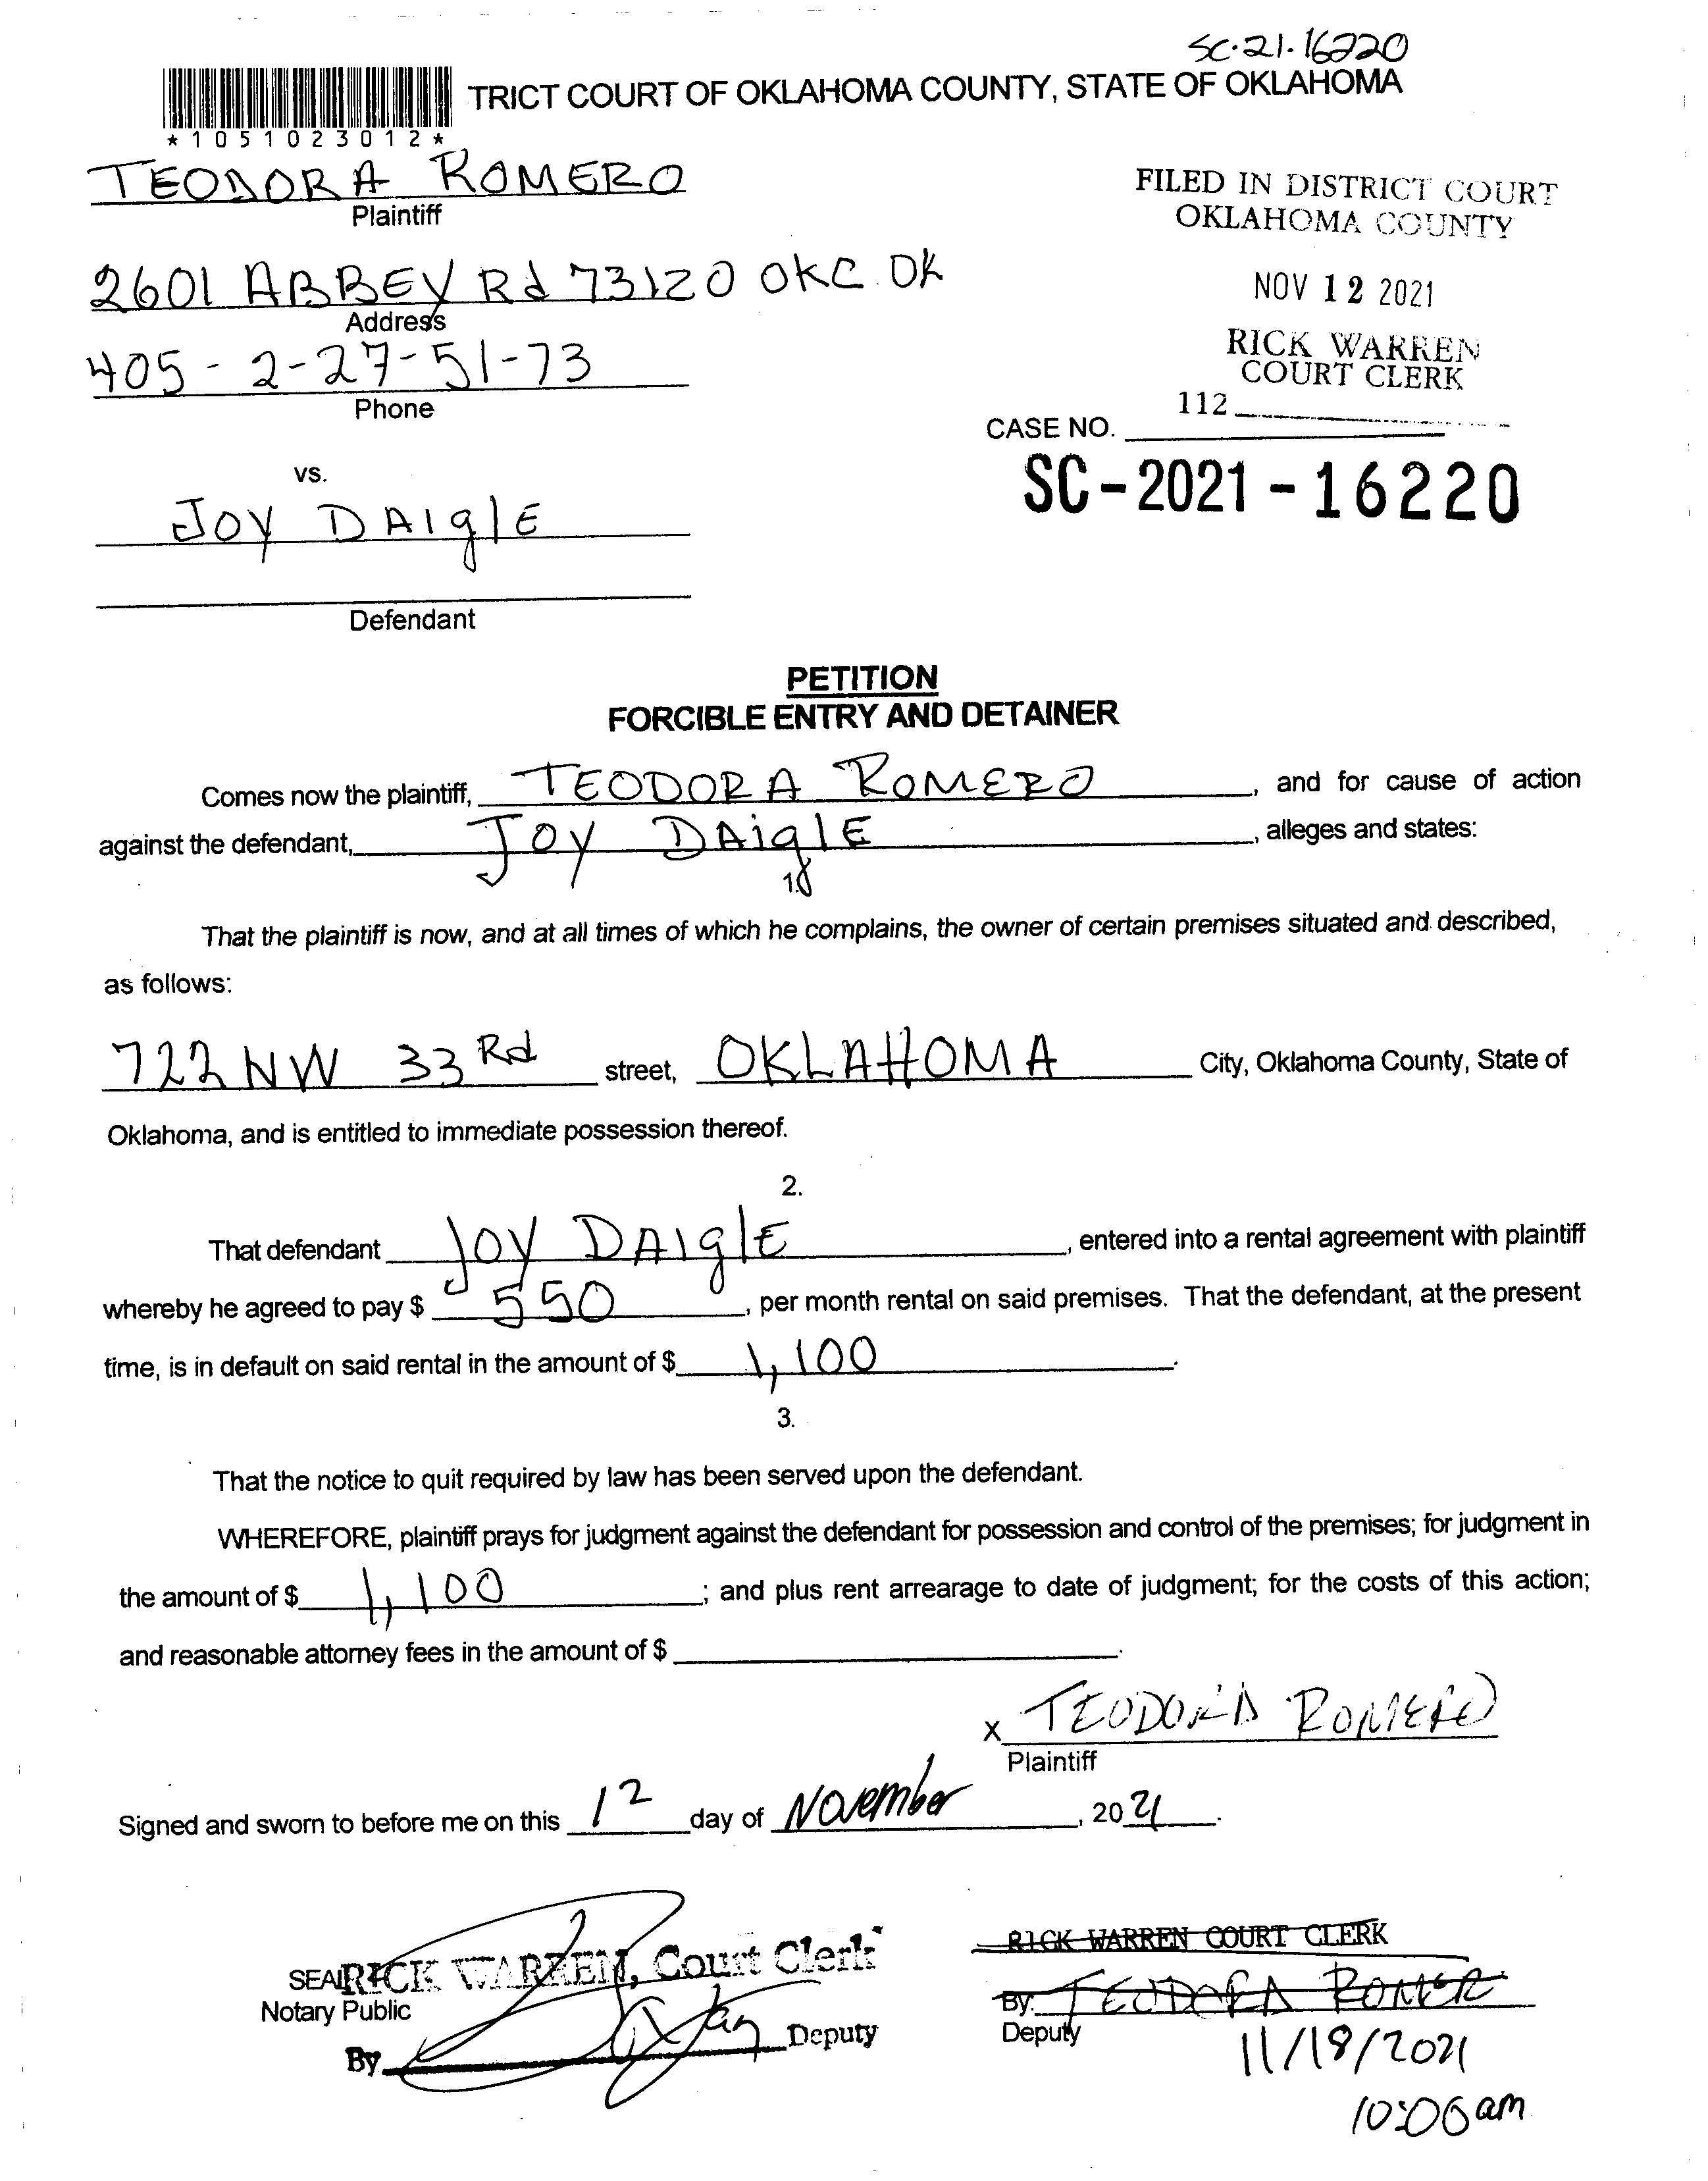 SC-21-16220
TRICT COURT OF OKLAHOMA COUNTY, STATE OF OKLAHOMA
*1051023012*
TEODORA ROMERO
Plaintiff
FILED IN DISTRICT COURT
OKLAHOMA COUNTY
2601 ABBEY Rd 73120 OKC OK
Address
NOV 12 2021
405-2-27-51-73
Phone
RICK WARREN
COURT CLERK
112
CASE NO.
SC-2021-16220
vs.
JOY DAIglE
Defendant
PETITION
FORCIBLE ENTRY AND DETAINER
Comes now the plaintiff, TEODORA ROMERO, and for cause of action
against the defendant, JOY DAiglE, alleges and states:
1.
That the plaintiff is now, and at all times of which he complains, the owner of certain premises situated and described,
as follows:
722 NW 33 Rd street, OKLAHOMA City, Oklahoma County, State of
Oklahoma, and is entitled to immediate possession thereof.
2.
That defendant JOY DAIglE, entered into a rental agreement with plaintiff
whereby he agreed to pay $ 550, per month rental on said premises. That the defendant, at the present
time, is in default on said rental in the amount of $ 1,100.
3.
That the notice to quit required by law has been served upon the defendant.
WHEREFORE, plaintiff prays for judgment against the defendant for possession and control of the premises; for judgment in
the amount of $ 1,100; and plus rent arrearage to date of judgment; for the costs of this action;
and reasonable attorney fees in the amount of $ .
x TEODORA ROMERO
Plaintiff
Signed and sworn to before me on this 12 day of November, 2021.
SEAL RICK WARREN, Court Clerk
Notary Public
By Deputy
RICK WARREN COURT CLERK
By: TEODORA ROMER
Deputy
11/18/2021
10:06 am